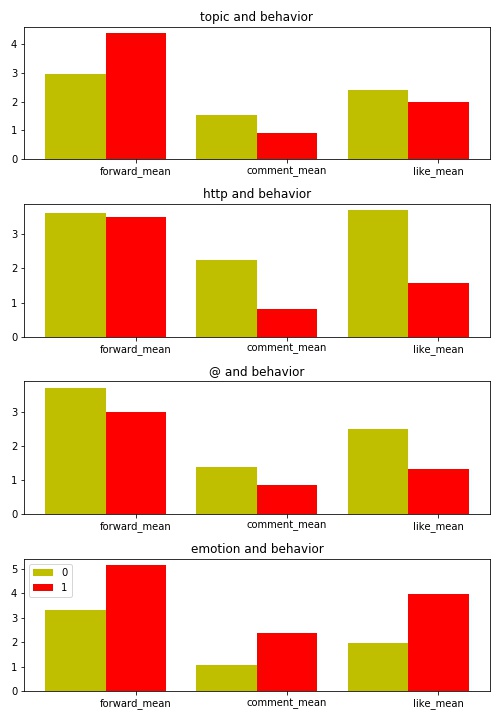 topic and behavior
4
3
2
1
0
forward_mean comment_mean like_mean
http and behavior
3
2
1
0
forward_mean comment_mean like_mean
@ and behavior
3
2
1
0
forward_mean comment_mean like_mean
emotion and behavior
5
4
3
2
1
0
0
1
forward_mean comment_mean like_mean